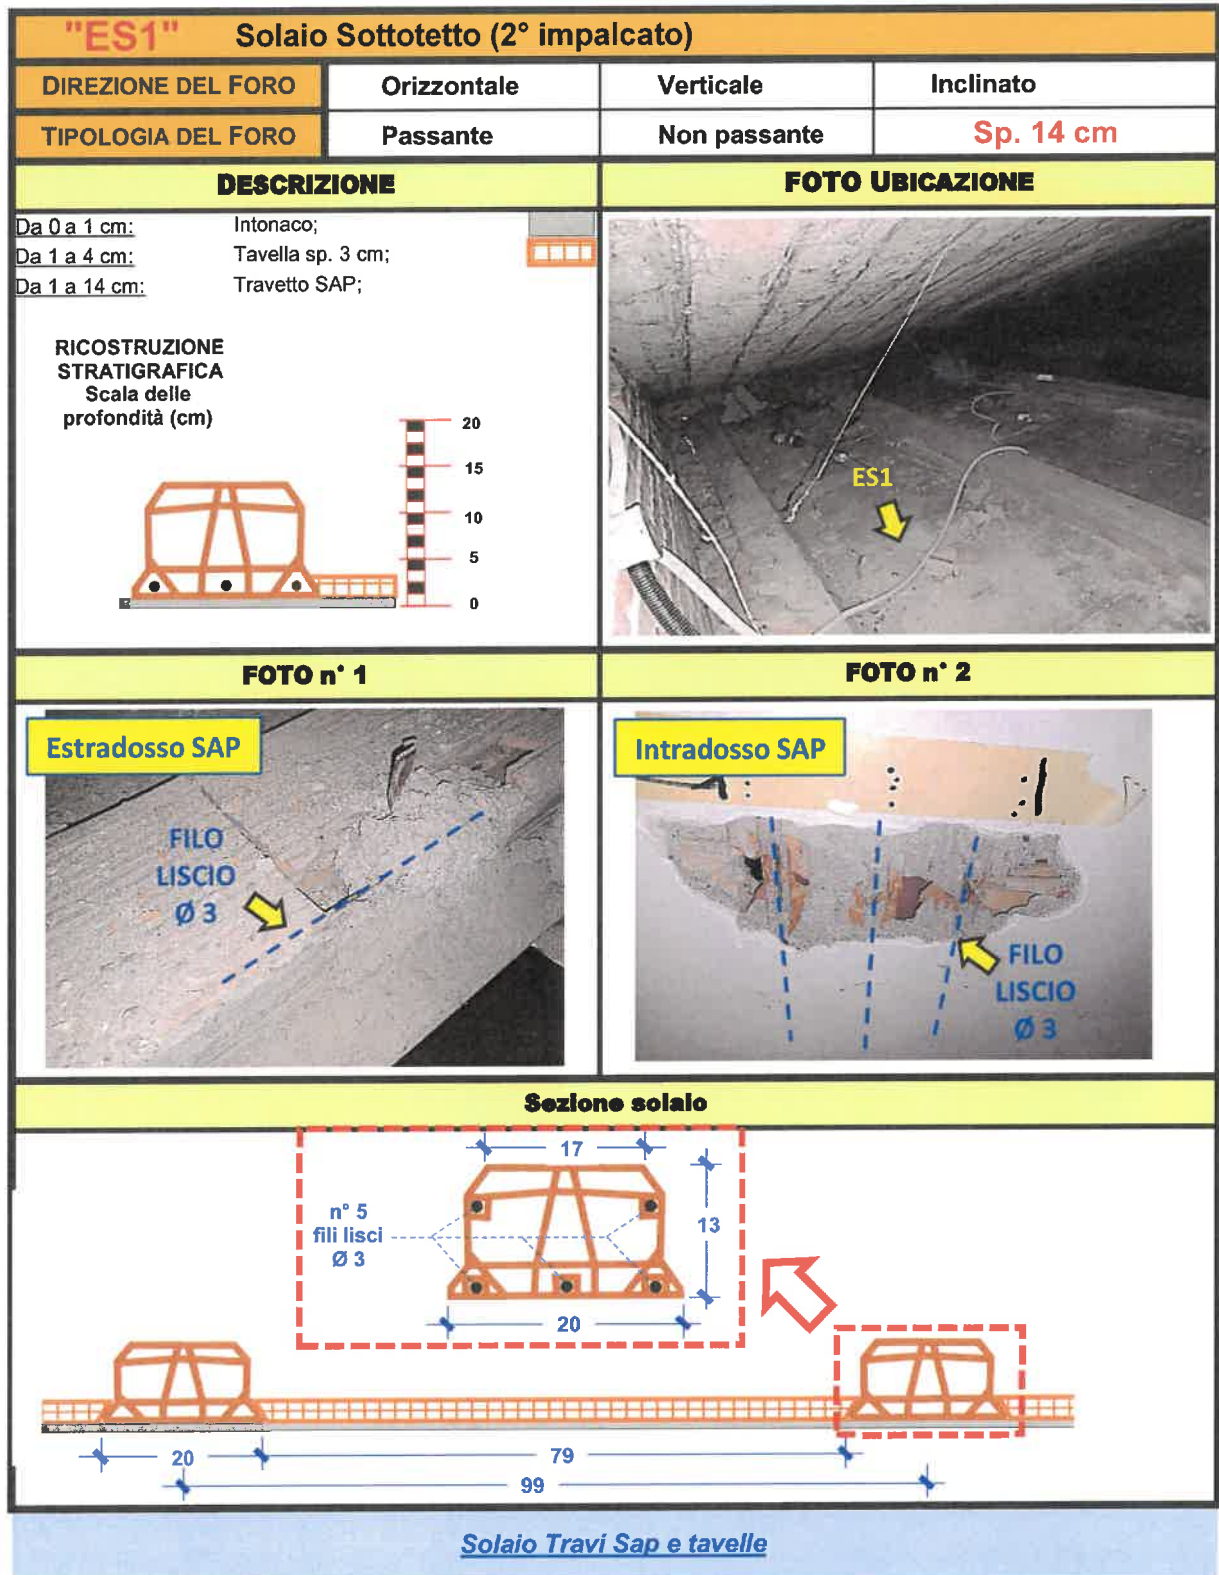 "ES1" Solaio Sottotetto (2° impalcato)
DIREZIONE DEL FORO Orizzontale Verticale Inclinato
TIPOLOGIA DEL FORO Passante Non passante Sp. 14 cm
DESCRIZIONE
Da 0 a 1 cm: Intonaco;
Da 1 a 4 cm: Tavella sp. 3 cm;
Da 1 a 14 cm: Travetto SAP;
RICOSTRUZIONE
STRATIGRAFICA
Scala delle
profondità (cm)
20
15
10
5
0
FOTO UBICAZIONE
ES1
FOTO n° 1
Estradosso SAP
FILO
LISCIO
Ø 3
FOTO n° 2
Intradosso SAP
FILO
LISCIO
Ø 3
Sezione solaio
17
n° 5
fili lisci
Ø 3
13
20
20
79
99
Solaio Travi Sap e tavelle